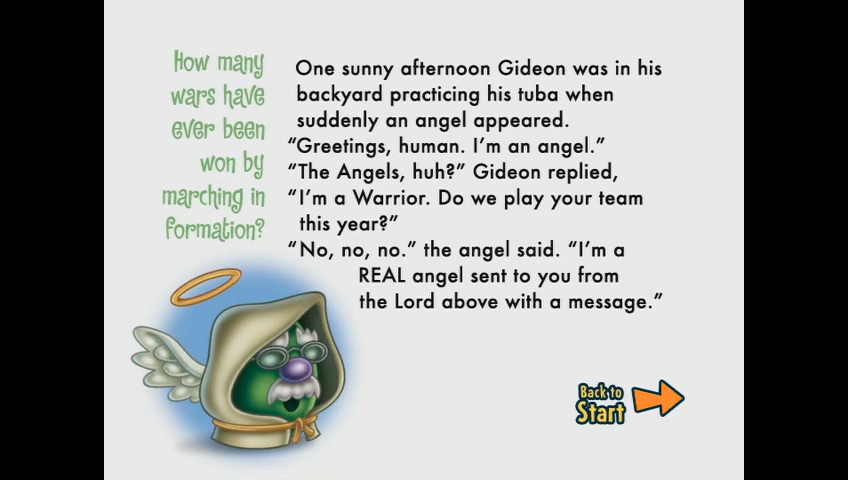 How many
wars have
ever been
won by
marching in
formation?
One sunny afternoon Gideon was in his
backyard practicing his tuba when
suddenly an angel appeared.
“Greetings, human. I’m an angel.”
“The Angels, huh?” Gideon replied,
“I’m a Warrior. Do we play your team
this year?”
“No, no, no.” the angel said. “I’m a
REAL angel sent to you from
the Lord above with a message.”
Back to
Start